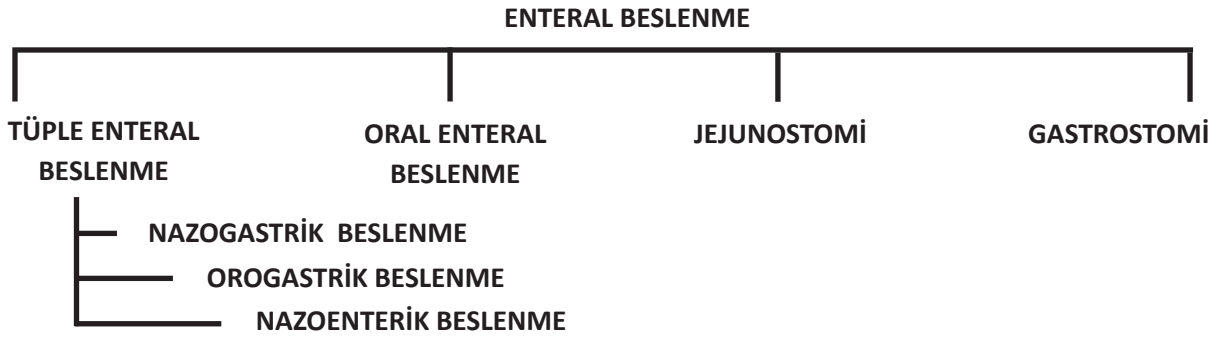 ENTERAL BESLENME
TÜPLE ENTERAL
BESLENME
ORAL ENTERAL
BESLENME
JEJUNOSTOMİ
GASTROSTOMİ
NAZOGASTRİK BESLENME
OROGASTRİK BESLENME
NAZOENTERİK BESLENME